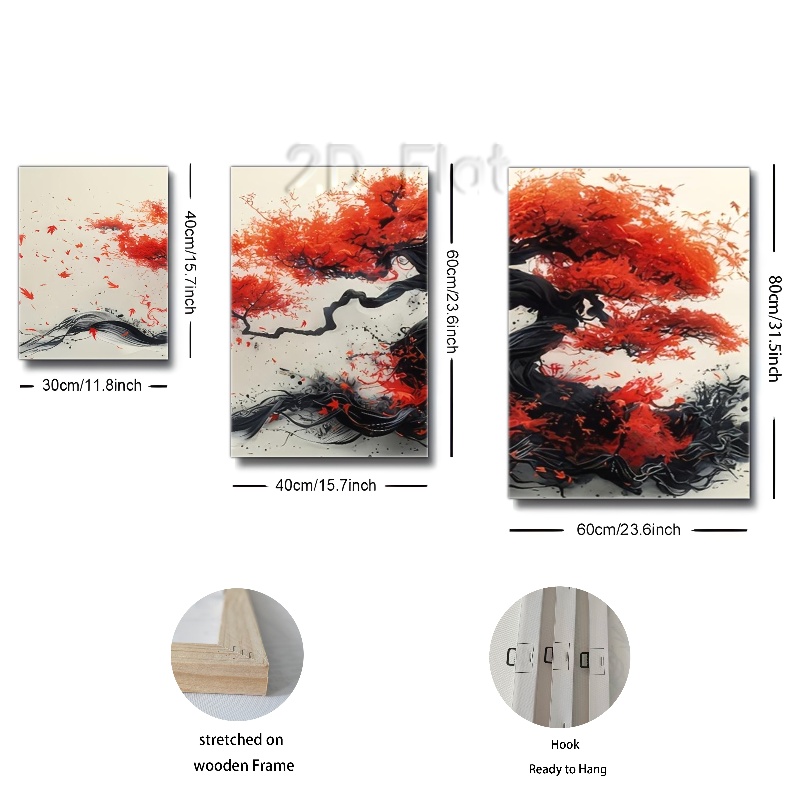 2D Flat
40cm/15.7inch
60cm/23.6inch
80cm/31.5inch
30cm/11.8inch
40cm/15.7inch
60cm/23.6inch
stretched on
wooden Frame
Hook
Ready to Hang